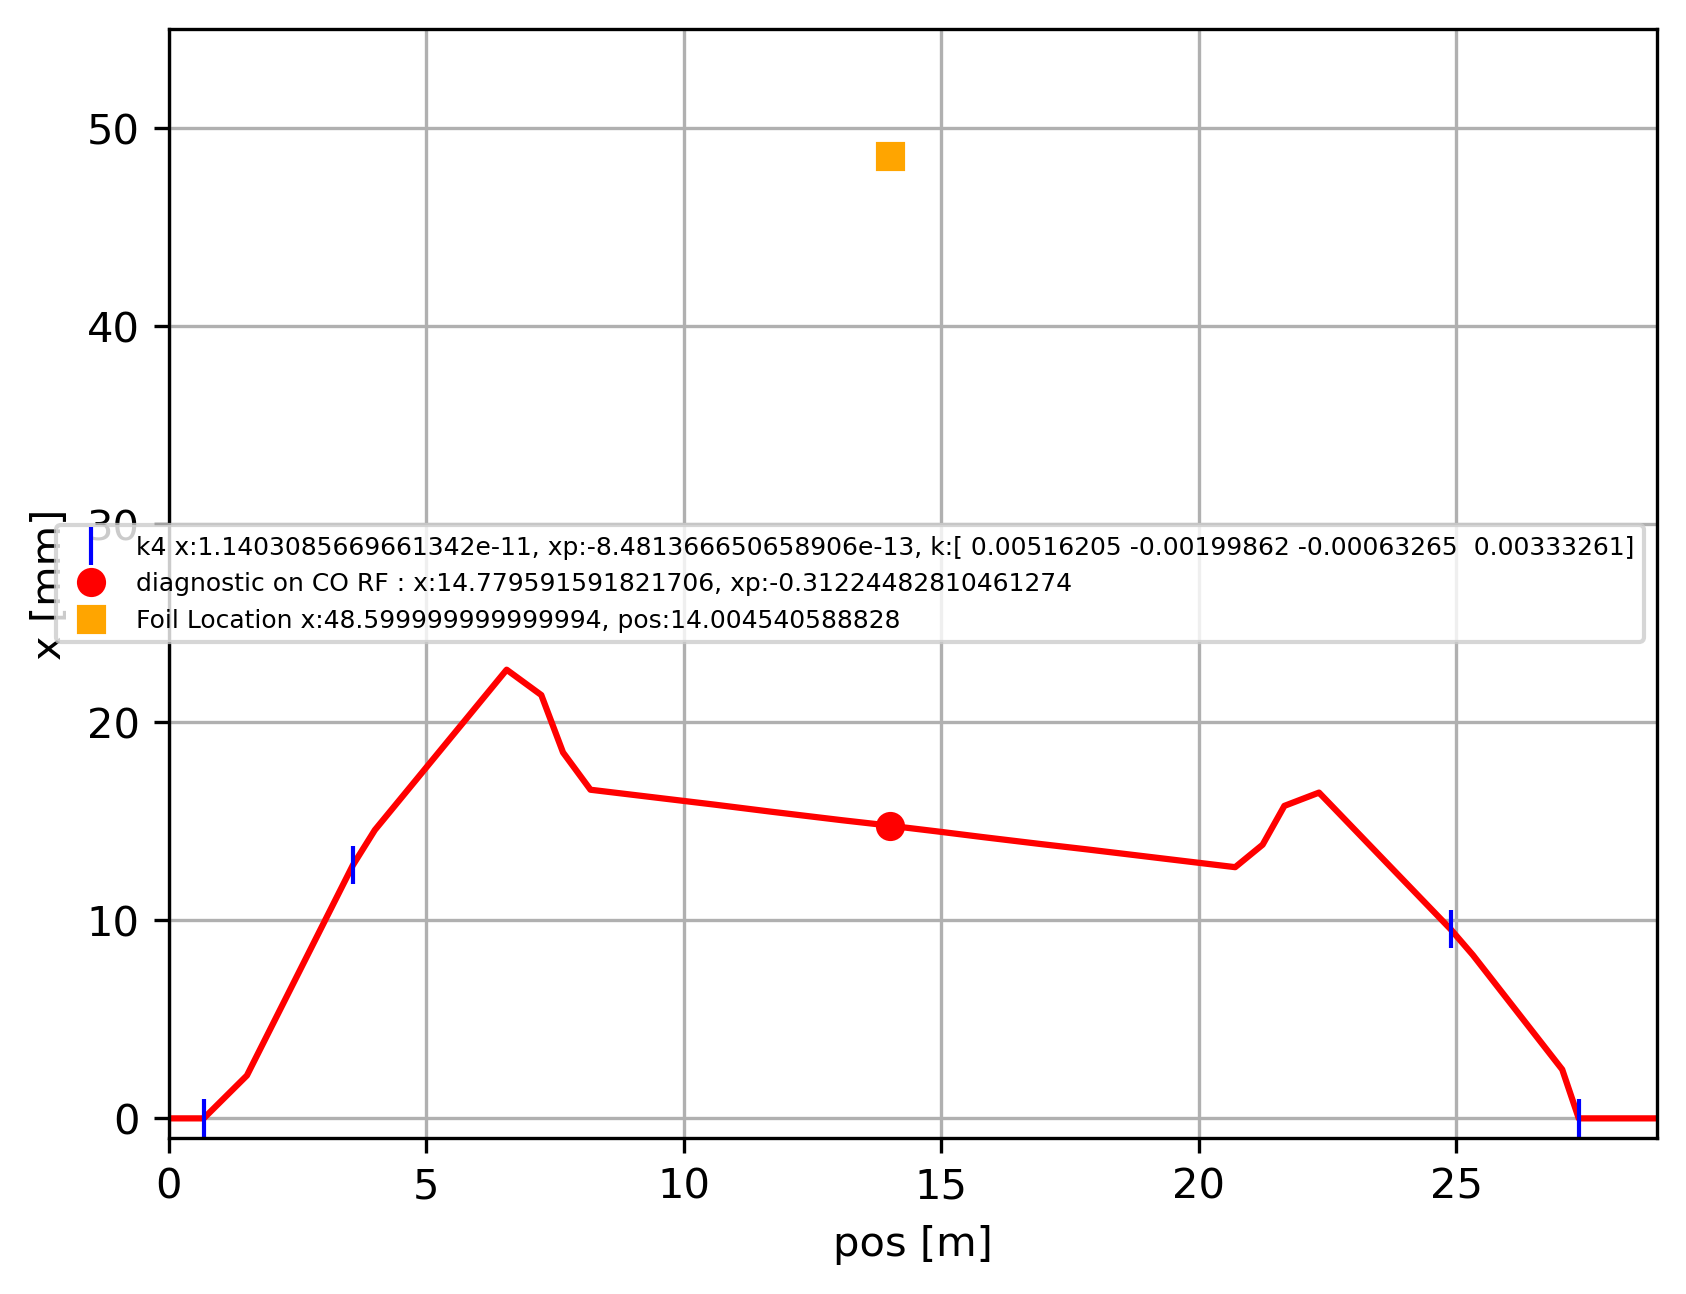 50
40
30
20
10
0
x [mm]
k4 x:1.1403085669661342e-11, xp:-8.481366650658906e-13, k:[ 0.00516205 -0.00199862 -0.00063265  0.00333261]
diagnostic on CO RF : x:14.779591591821706, xp:-0.31224482810461274
Foil Location x:48.599999999999994, pos:14.004540588828
0 5 10 15 20 25
pos [m]